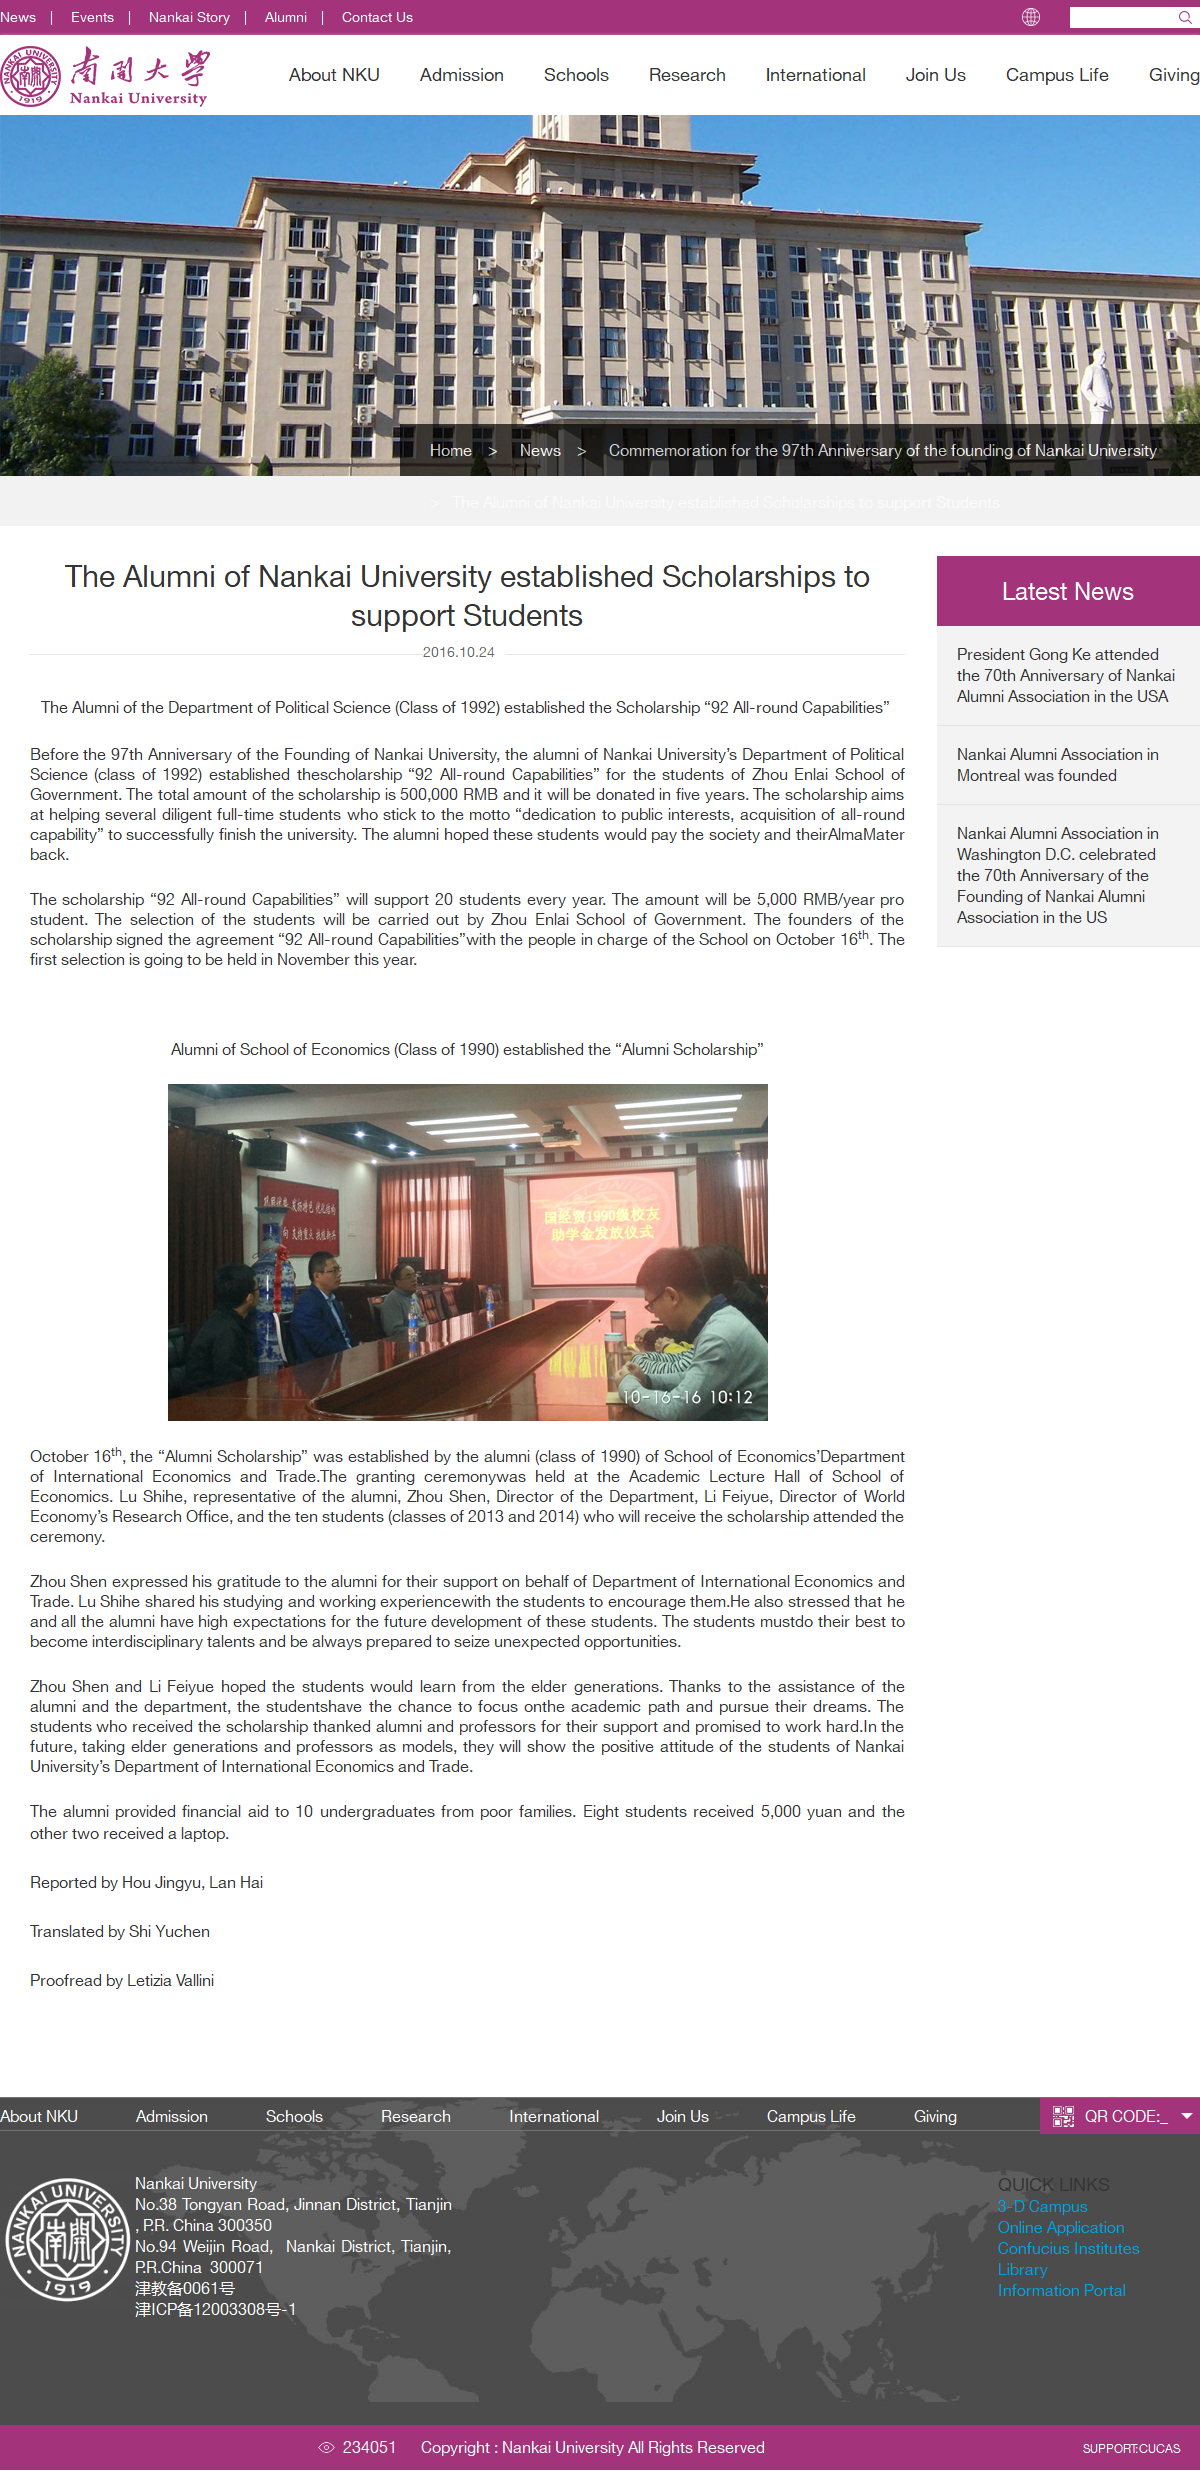 News | Events | Nankai Story | Alumni | Contact Us
NANKAI UNIVERSITY
1919
南開大學
Nankai University
About NKU Admission Schools Research International Join Us Campus Life Giving
Home > News > Commemoration for the 97th Anniversary of the founding of Nankai University
> The Alumni of Nankai University established Scholarships to support Students
The Alumni of Nankai University established Scholarships to
support Students
2016.10.24
The Alumni of the Department of Political Science (Class of 1992) established the Scholarship “92 All-round Capabilities”
Before the 97th Anniversary of the Founding of Nankai University, the alumni of Nankai University’s Department of Political
Science (class of 1992) established thescholarship “92 All-round Capabilities” for the students of Zhou Enlai School of
Government. The total amount of the scholarship is 500,000 RMB and it will be donated in five years. The scholarship aims
at helping several diligent full-time students who stick to the motto “dedication to public interests, acquisition of all-round
capability” to successfully finish the university. The alumni hoped these students would pay the society and theirAlmaMater
back.
The scholarship “92 All-round Capabilities” will support 20 students every year. The amount will be 5,000 RMB/year pro
student. The selection of the students will be carried out by Zhou Enlai School of Government. The founders of the
scholarship signed the agreement “92 All-round Capabilities”with the people in charge of the School on October 16th. The
first selection is going to be held in November this year.
Alumni of School of Economics (Class of 1990) established the “Alumni Scholarship”
国经贸1990级校友
助学金发放仪式
10-16-16 10:12
October 16th, the “Alumni Scholarship” was established by the alumni (class of 1990) of School of Economics’Department
of International Economics and Trade.The granting ceremonywas held at the Academic Lecture Hall of School of
Economics. Lu Shihe, representative of the alumni, Zhou Shen, Director of the Department, Li Feiyue, Director of World
Economy’s Research Office, and the ten students (classes of 2013 and 2014) who will receive the scholarship attended the
ceremony.
Zhou Shen expressed his gratitude to the alumni for their support on behalf of Department of International Economics and
Trade. Lu Shihe shared his studying and working experiencewith the students to encourage them.He also stressed that he
and all the alumni have high expectations for the future development of these students. The students mustdo their best to
become interdisciplinary talents and be always prepared to seize unexpected opportunities.
Zhou Shen and Li Feiyue hoped the students would learn from the elder generations. Thanks to the assistance of the
alumni and the department, the studentshave the chance to focus onthe academic path and pursue their dreams. The
students who received the scholarship thanked alumni and professors for their support and promised to work hard.In the
future, taking elder generations and professors as models, they will show the positive attitude of the students of Nankai
University’s Department of International Economics and Trade.
The alumni provided financial aid to 10 undergraduates from poor families. Eight students received 5,000 yuan and the
other two received a laptop.
Reported by Hou Jingyu, Lan Hai
Translated by Shi Yuchen
Proofread by Letizia Vallini
Latest News
President Gong Ke attended
the 70th Anniversary of Nankai
Alumni Association in the USA
Nankai Alumni Association in
Montreal was founded
Nankai Alumni Association in
Washington D.C. celebrated
the 70th Anniversary of the
Founding of Nankai Alumni
Association in the US
About NKU Admission Schools Research International Join Us Campus Life Giving
QR CODE:_
NANKAI UNIVERSITY
南開
1919
Nankai University
No.38 Tongyan Road, Jinnan District, Tianjin
, P.R. China 300350
No.94 Weijin Road, Nankai District, Tianjin,
P.R.China 300071
津教备0061号
津ICP备12003308号-1
QUICK LINKS
3-D Campus
Online Application
Confucius Institutes
Library
Information Portal
234051 Copyright : Nankai University All Rights Reserved
SUPPORT:CUCAS